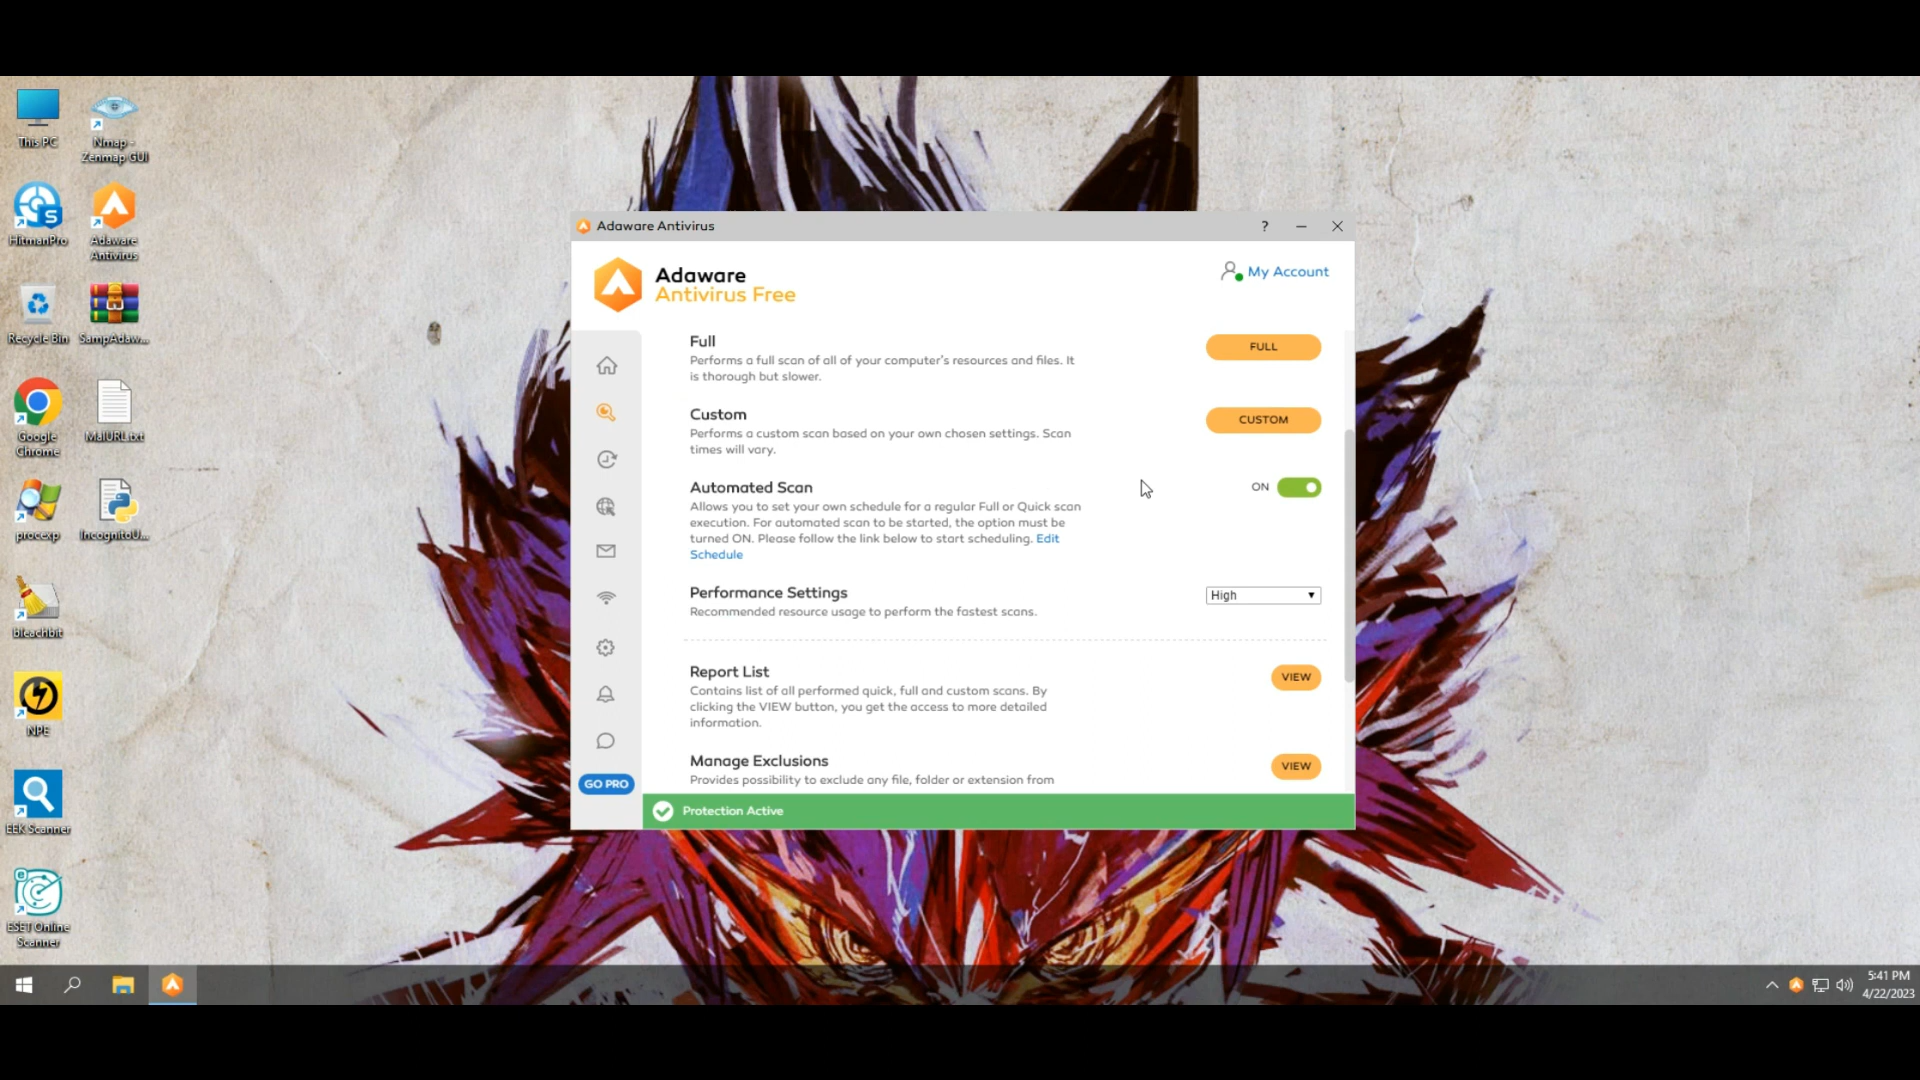 This PC
Nmap -
Zenmap GUI
HitmanPro
Adaware
Antivirus
Recycle Bin
SampAdaw...
Google
Chrome
MalURL.txt
procexp
IncognitoU...
bleachbit
NPE
EEK Scanner
ESET Online
Scanner
Adaware Antivirus
?
Adaware
Antivirus Free
My Account
Full
Performs a full scan of all of your computer's resources and files. It
is thorough but slower.
FULL
Custom
Performs a custom scan based on your own chosen settings. Scan
times will vary.
CUSTOM
Automated Scan
ON
Allows you to set your own schedule for a regular Full or Quick scan
execution. For automated scan to be started, the option must be
turned ON. Please follow the link below to start scheduling. Edit
Schedule
Performance Settings
Recommended resource usage to perform the fastest scans.
High
Report List
Contains list of all performed quick, full and custom scans. By
clicking the VIEW button, you get the access to more detailed
information.
VIEW
Manage Exclusions
Provides possibility to exclude any file, folder or extension from
VIEW
GO PRO
Protection Active
5:41 PM
4/22/2023